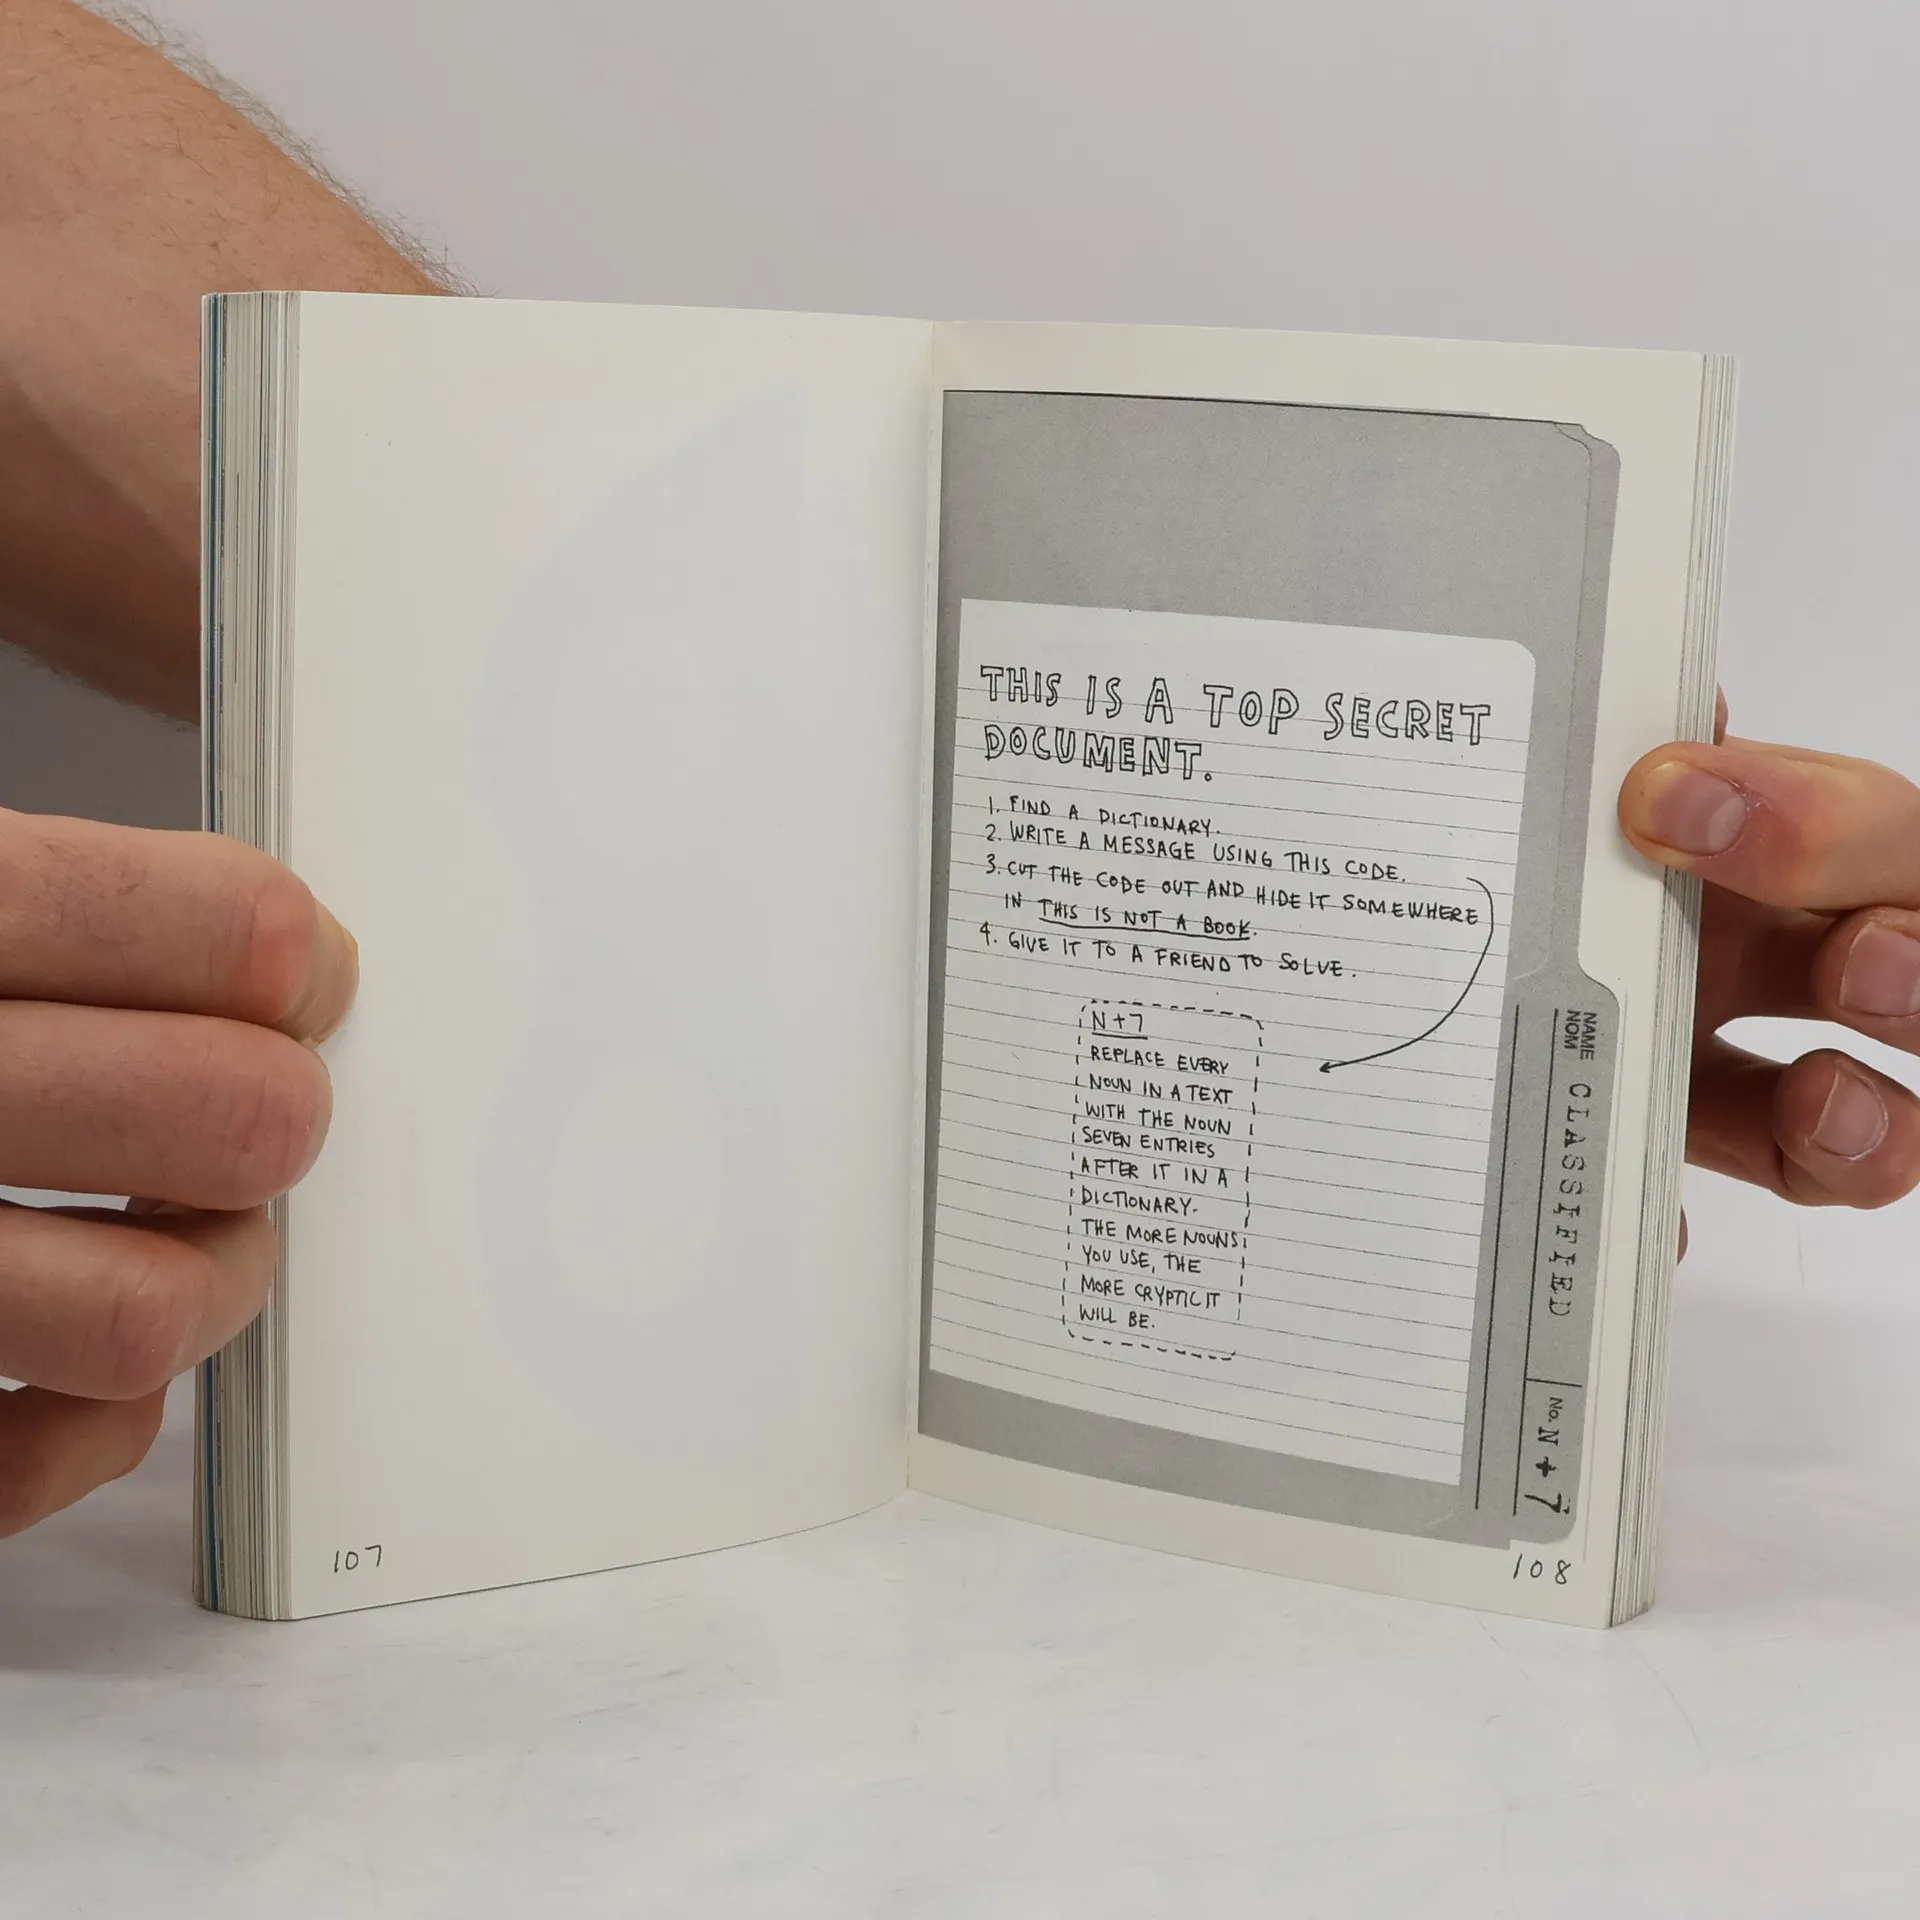 THIS IS A TOP SECRET
DOCUMENT.
1. FIND A DICTIONARY.
2. WRITE A MESSAGE USING THIS CODE.
3. CUT THE CODE OUT AND HIDE IT SOMEWHERE
IN THIS IS NOT A BOOK.
4. GIVE IT TO A FRIEND TO SOLVE.
N+7
REPLACE EVERY
NOUN IN A TEXT
WITH THE NOUN
SEVEN ENTRIES
AFTER IT IN A
DICTIONARY.
THE MORE NOUNS
YOU USE, THE
MORE CRYPTIC IT
WILL BE.
NAME
NOM
CLASSIFIED
No. N + 7
107
108